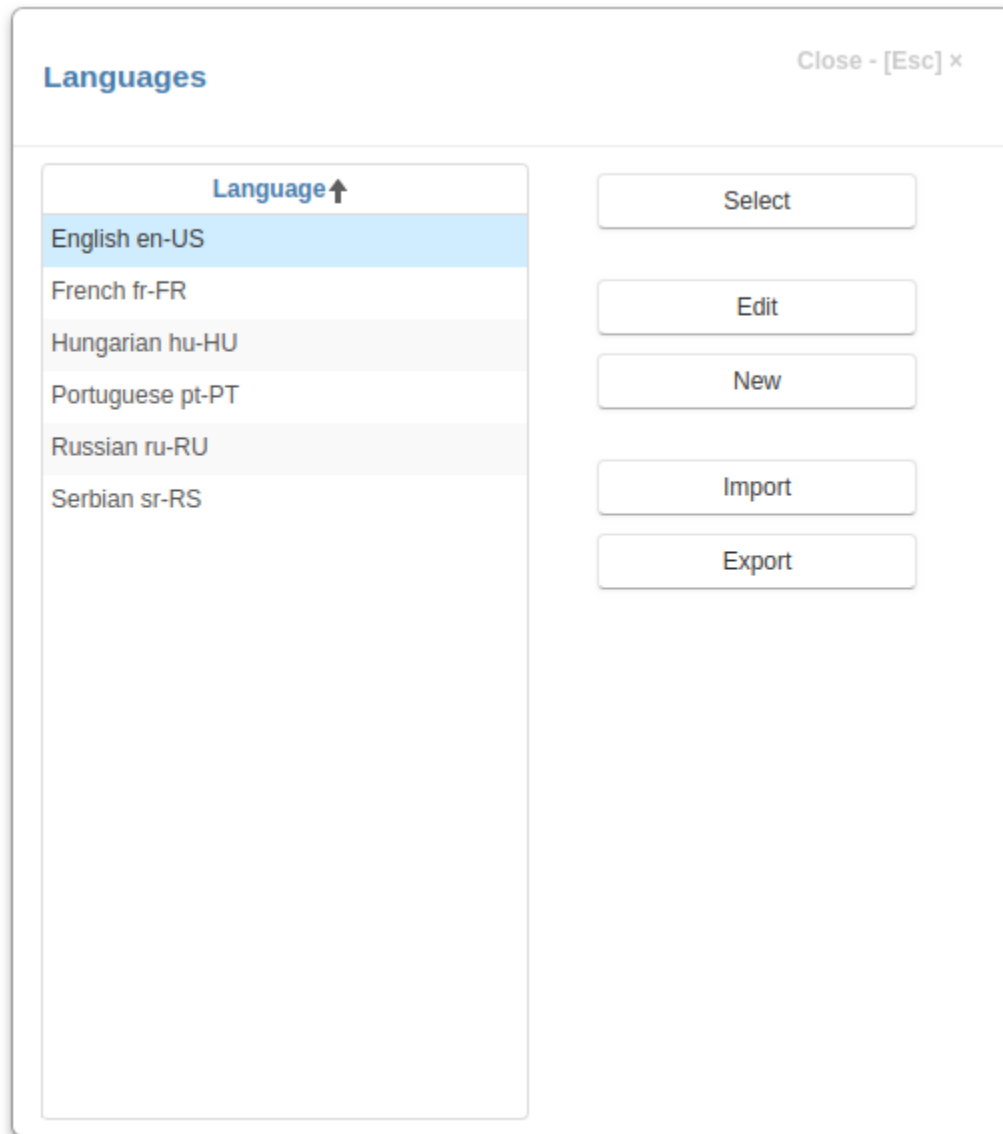 Languages
Close - [Esc] ×
Language
English en-US
French fr-FR
Hungarian hu-HU
Portuguese pt-PT
Russian ru-RU
Serbian sr-RS
Select
Edit
New
Import
Export